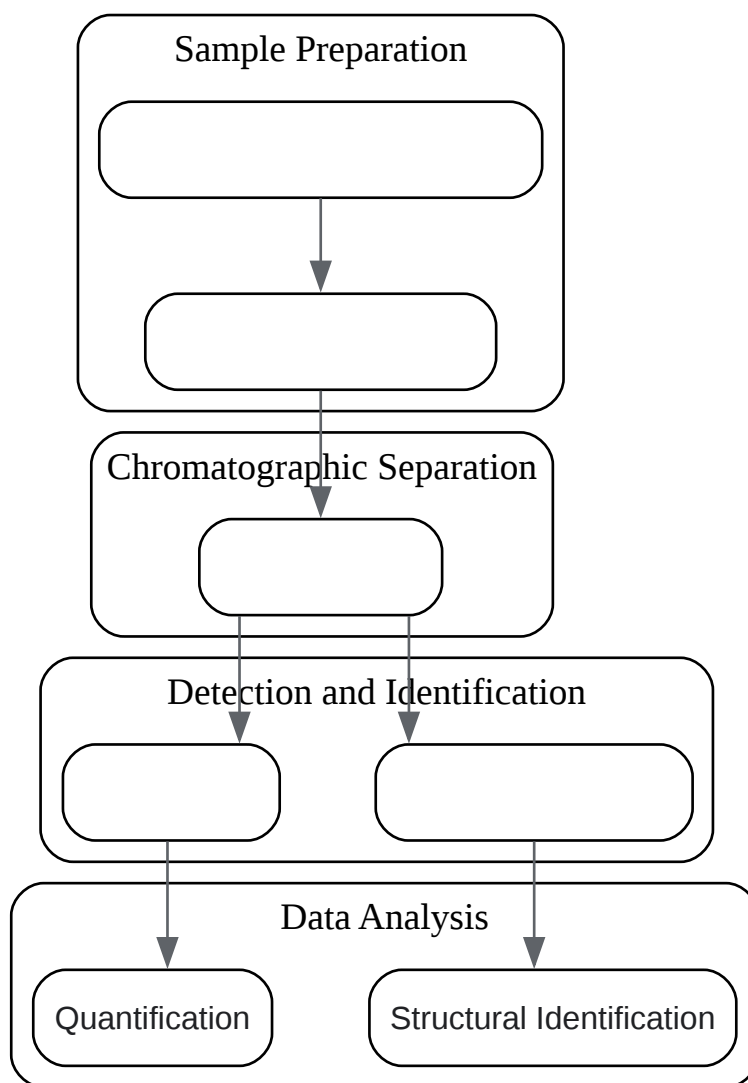 Sample Preparation
Chromatographic Separation
Detection and Identification
Data Analysis
Quantification
Structural Identification